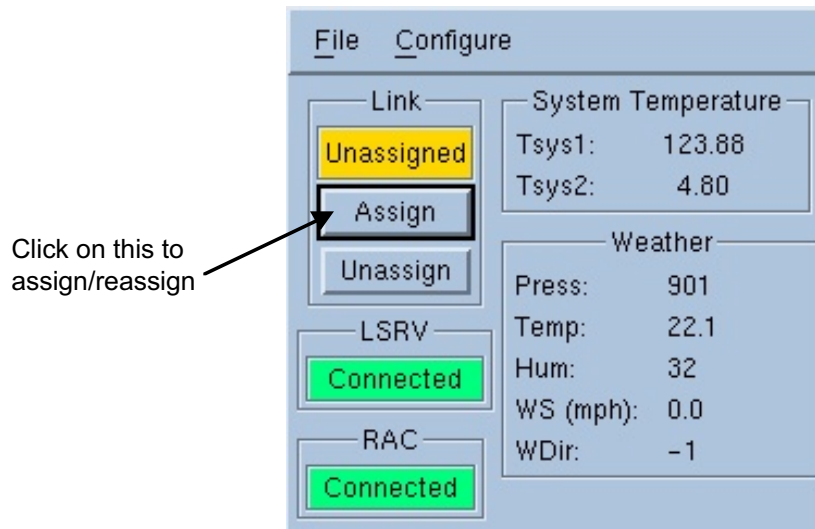 File Configure
Link
Unassigned
Assign
Unassign
Click on this to
assign/reassign
LSRV
Connected
RAC
Connected
System Temperature
Tsys1: 123.88
Tsys2: 4.80
Weather
Press: 901
Temp: 22.1
Hum: 32
WS (mph): 0.0
WDir: -1